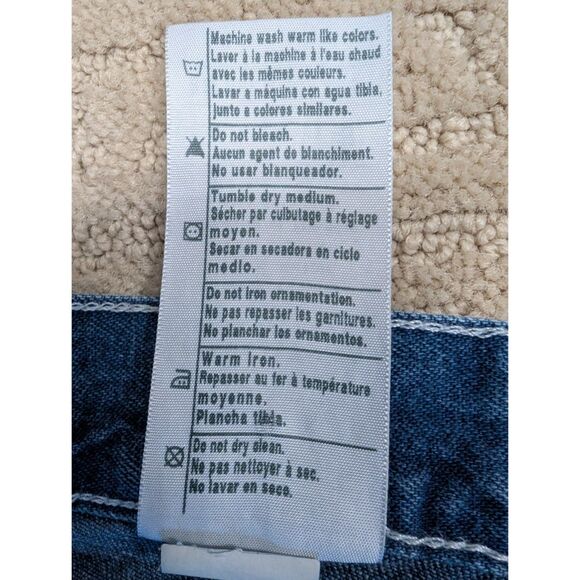 Machine wash warm like colors.
Laver à la machine à l'eau chaud
avec les mêmes couleurs.
Lavar a máquina con agua tibia,
junto a colores similares.
Do not bleach.
Aucun agent de blanchiment.
No usar blanqueador.
Tumble dry medium.
Sécher par culbutage à réglage
moyen.
Secar en secadora en ciclo
medio.
Do not iron ornamentation.
Ne pas repasser les garnitures.
No planchar los ornamentos.
Warm iron.
Repasser au fer à température
moyenne.
Plancha tibia.
Do not dry clean.
Ne pas nettoyer à sec.
No lavar en seco.